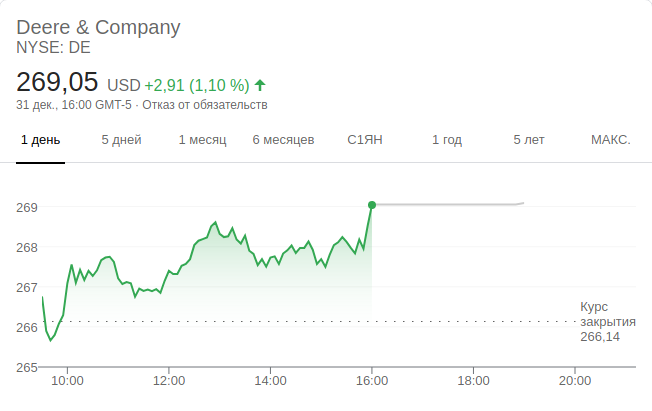 Deere & Company
NYSE: DE
269,05 USD +2,91 (1,10 %)
31 дек., 16:00 GMT-5 · Отказ от обязательств
1 день 5 дней 1 месяц 6 месяцев С1ЯН 1 год 5 лет МАКС.
269
268
267
266
265
Курс
закрытия
266,14
10:00 12:00 14:00 16:00 18:00 20:00